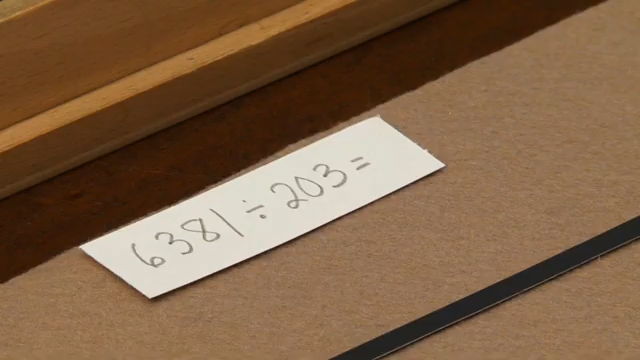 6381 ÷ 203 =